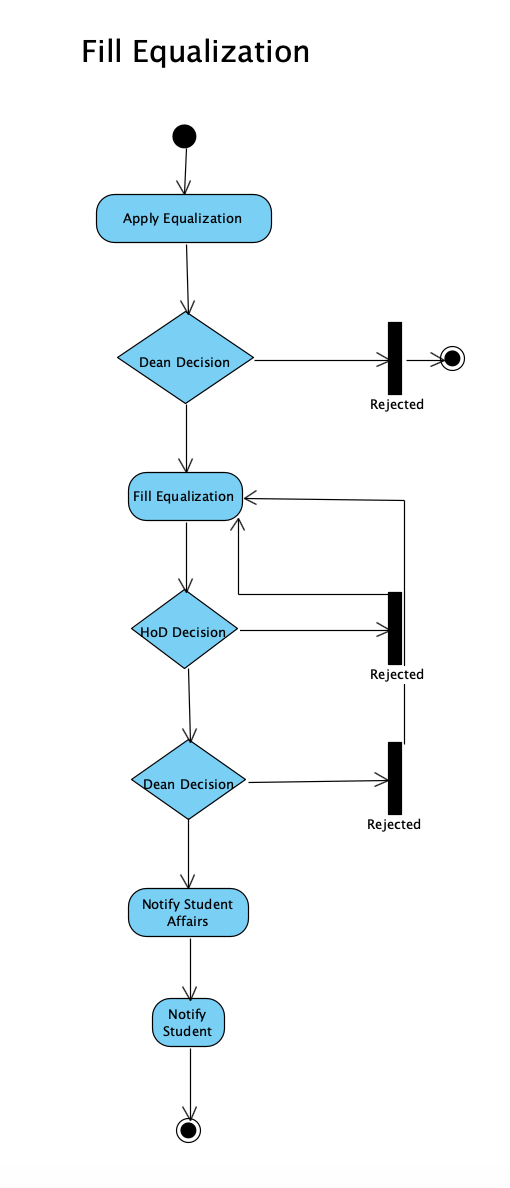 Fill Equalization
Apply Equalization
Dean Decision
Rejected
Fill Equalization
HoD Decision
Rejected
Dean Decision
Rejected
Notify Student
Affairs
Notify
Student